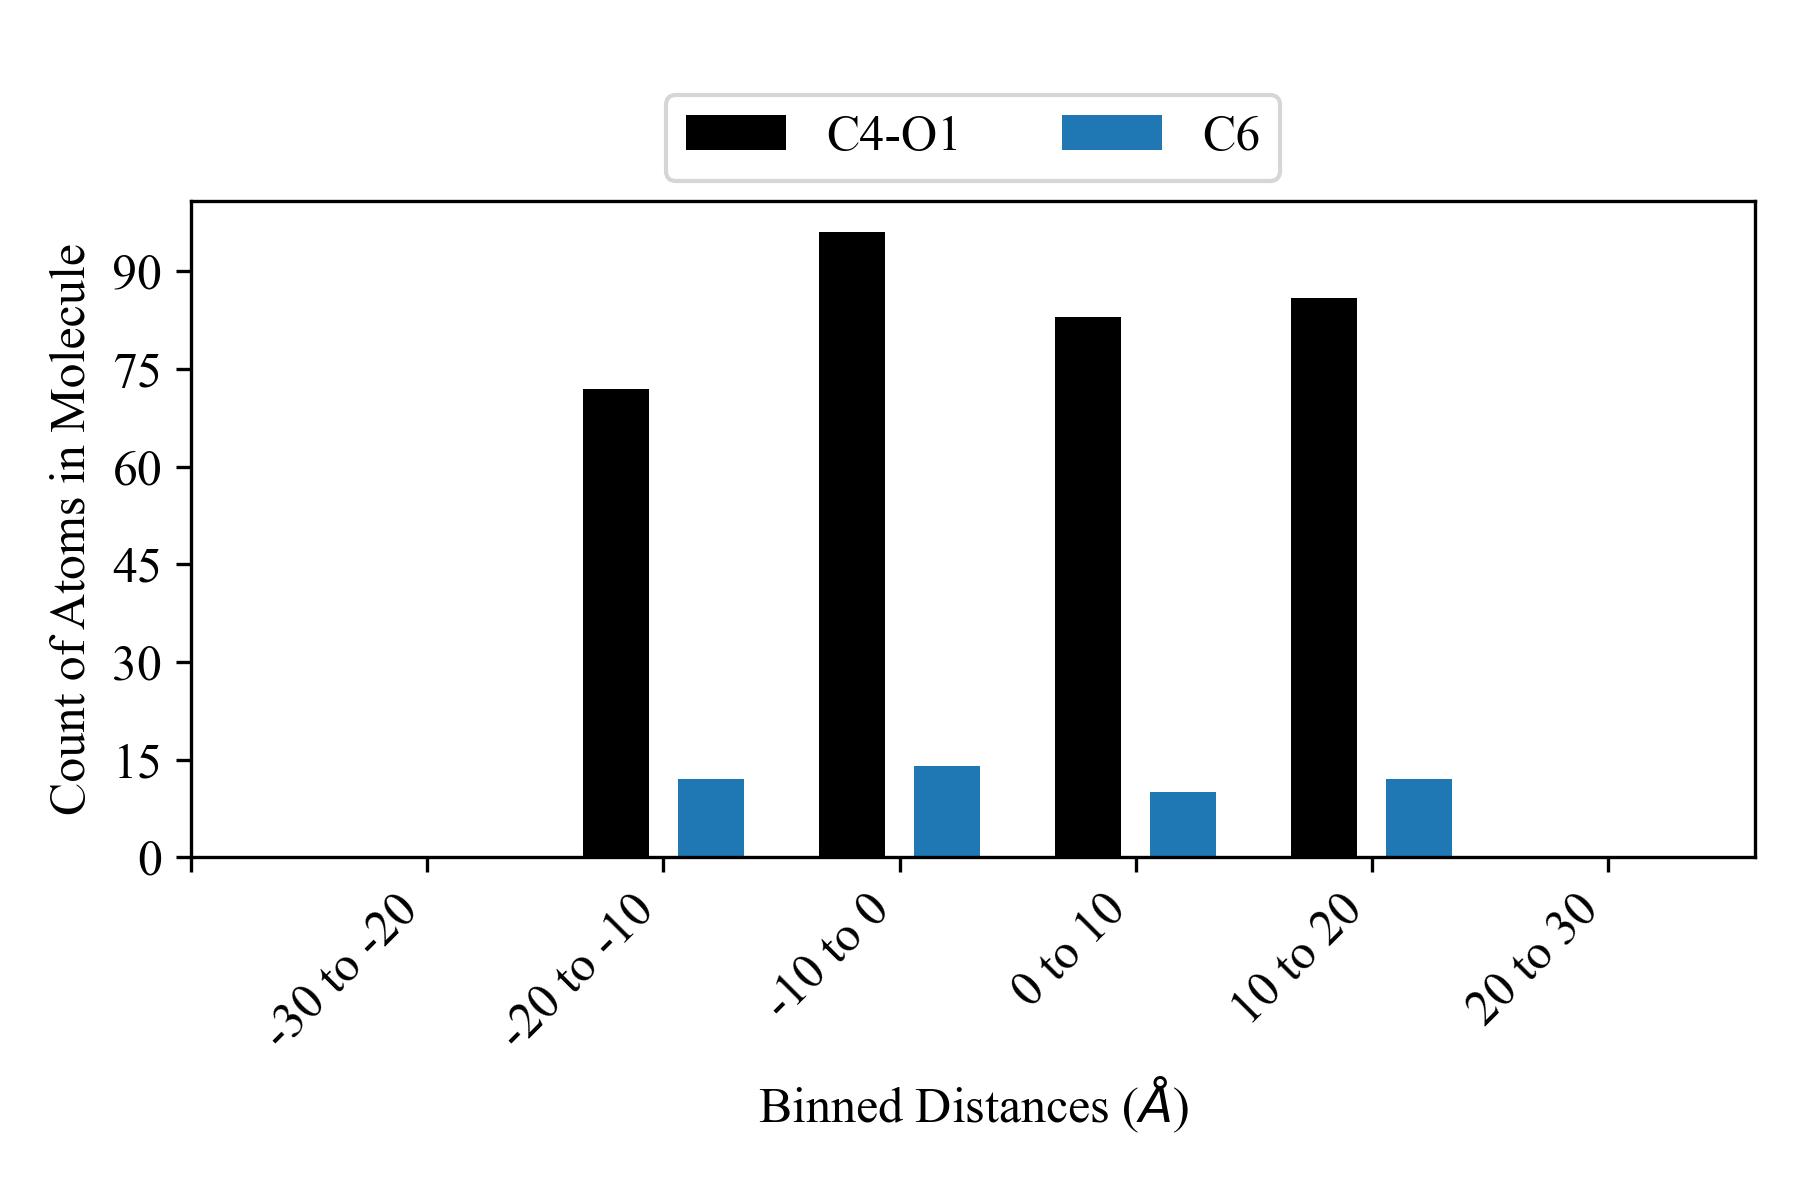 C4-O1
C6
Count of Atoms in Molecule
90
75
60
45
30
15
0
-30 to -20
-20 to -10
-10 to 0
0 to 10
10 to 20
20 to 30
Binned Distances (Å)